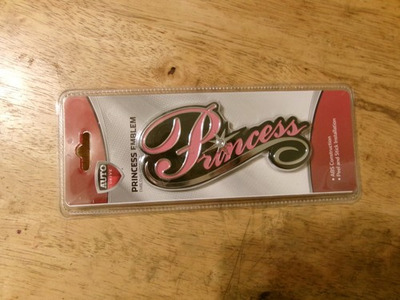 Princess
AUTO
PRINCESS EMBLEM
• ABS Construction
• Peel and Stick Installation